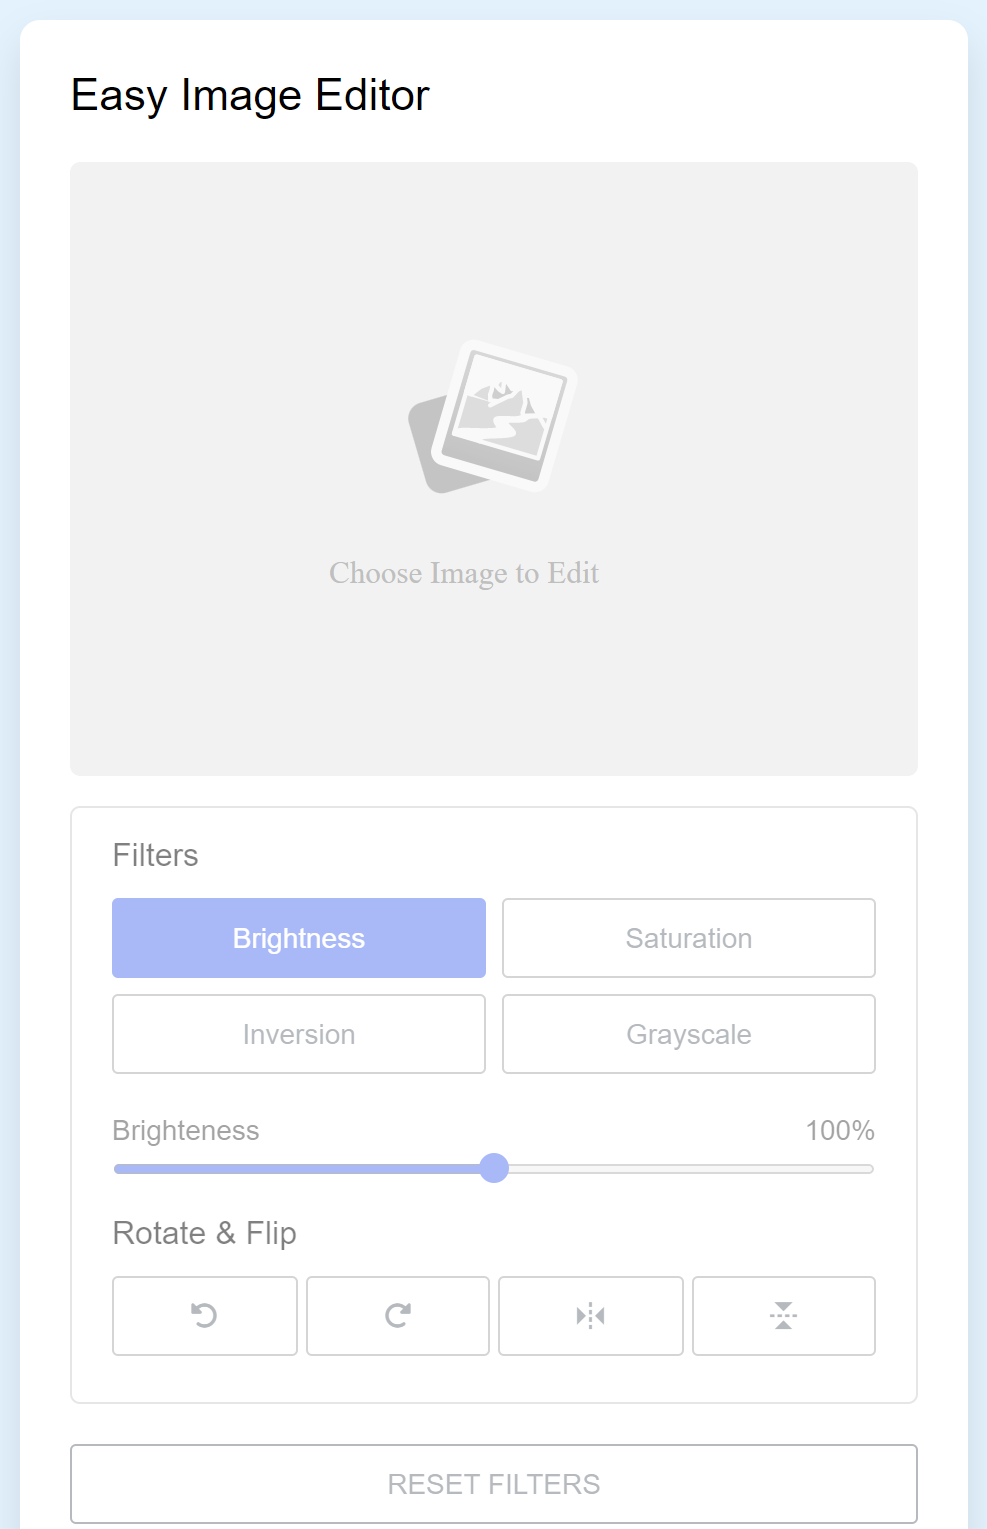 Easy Image Editor
Choose Image to Edit
Filters
Brightness Saturation
Inversion Grayscale
Brighteness 100%
Rotate & Flip
RESET FILTERS